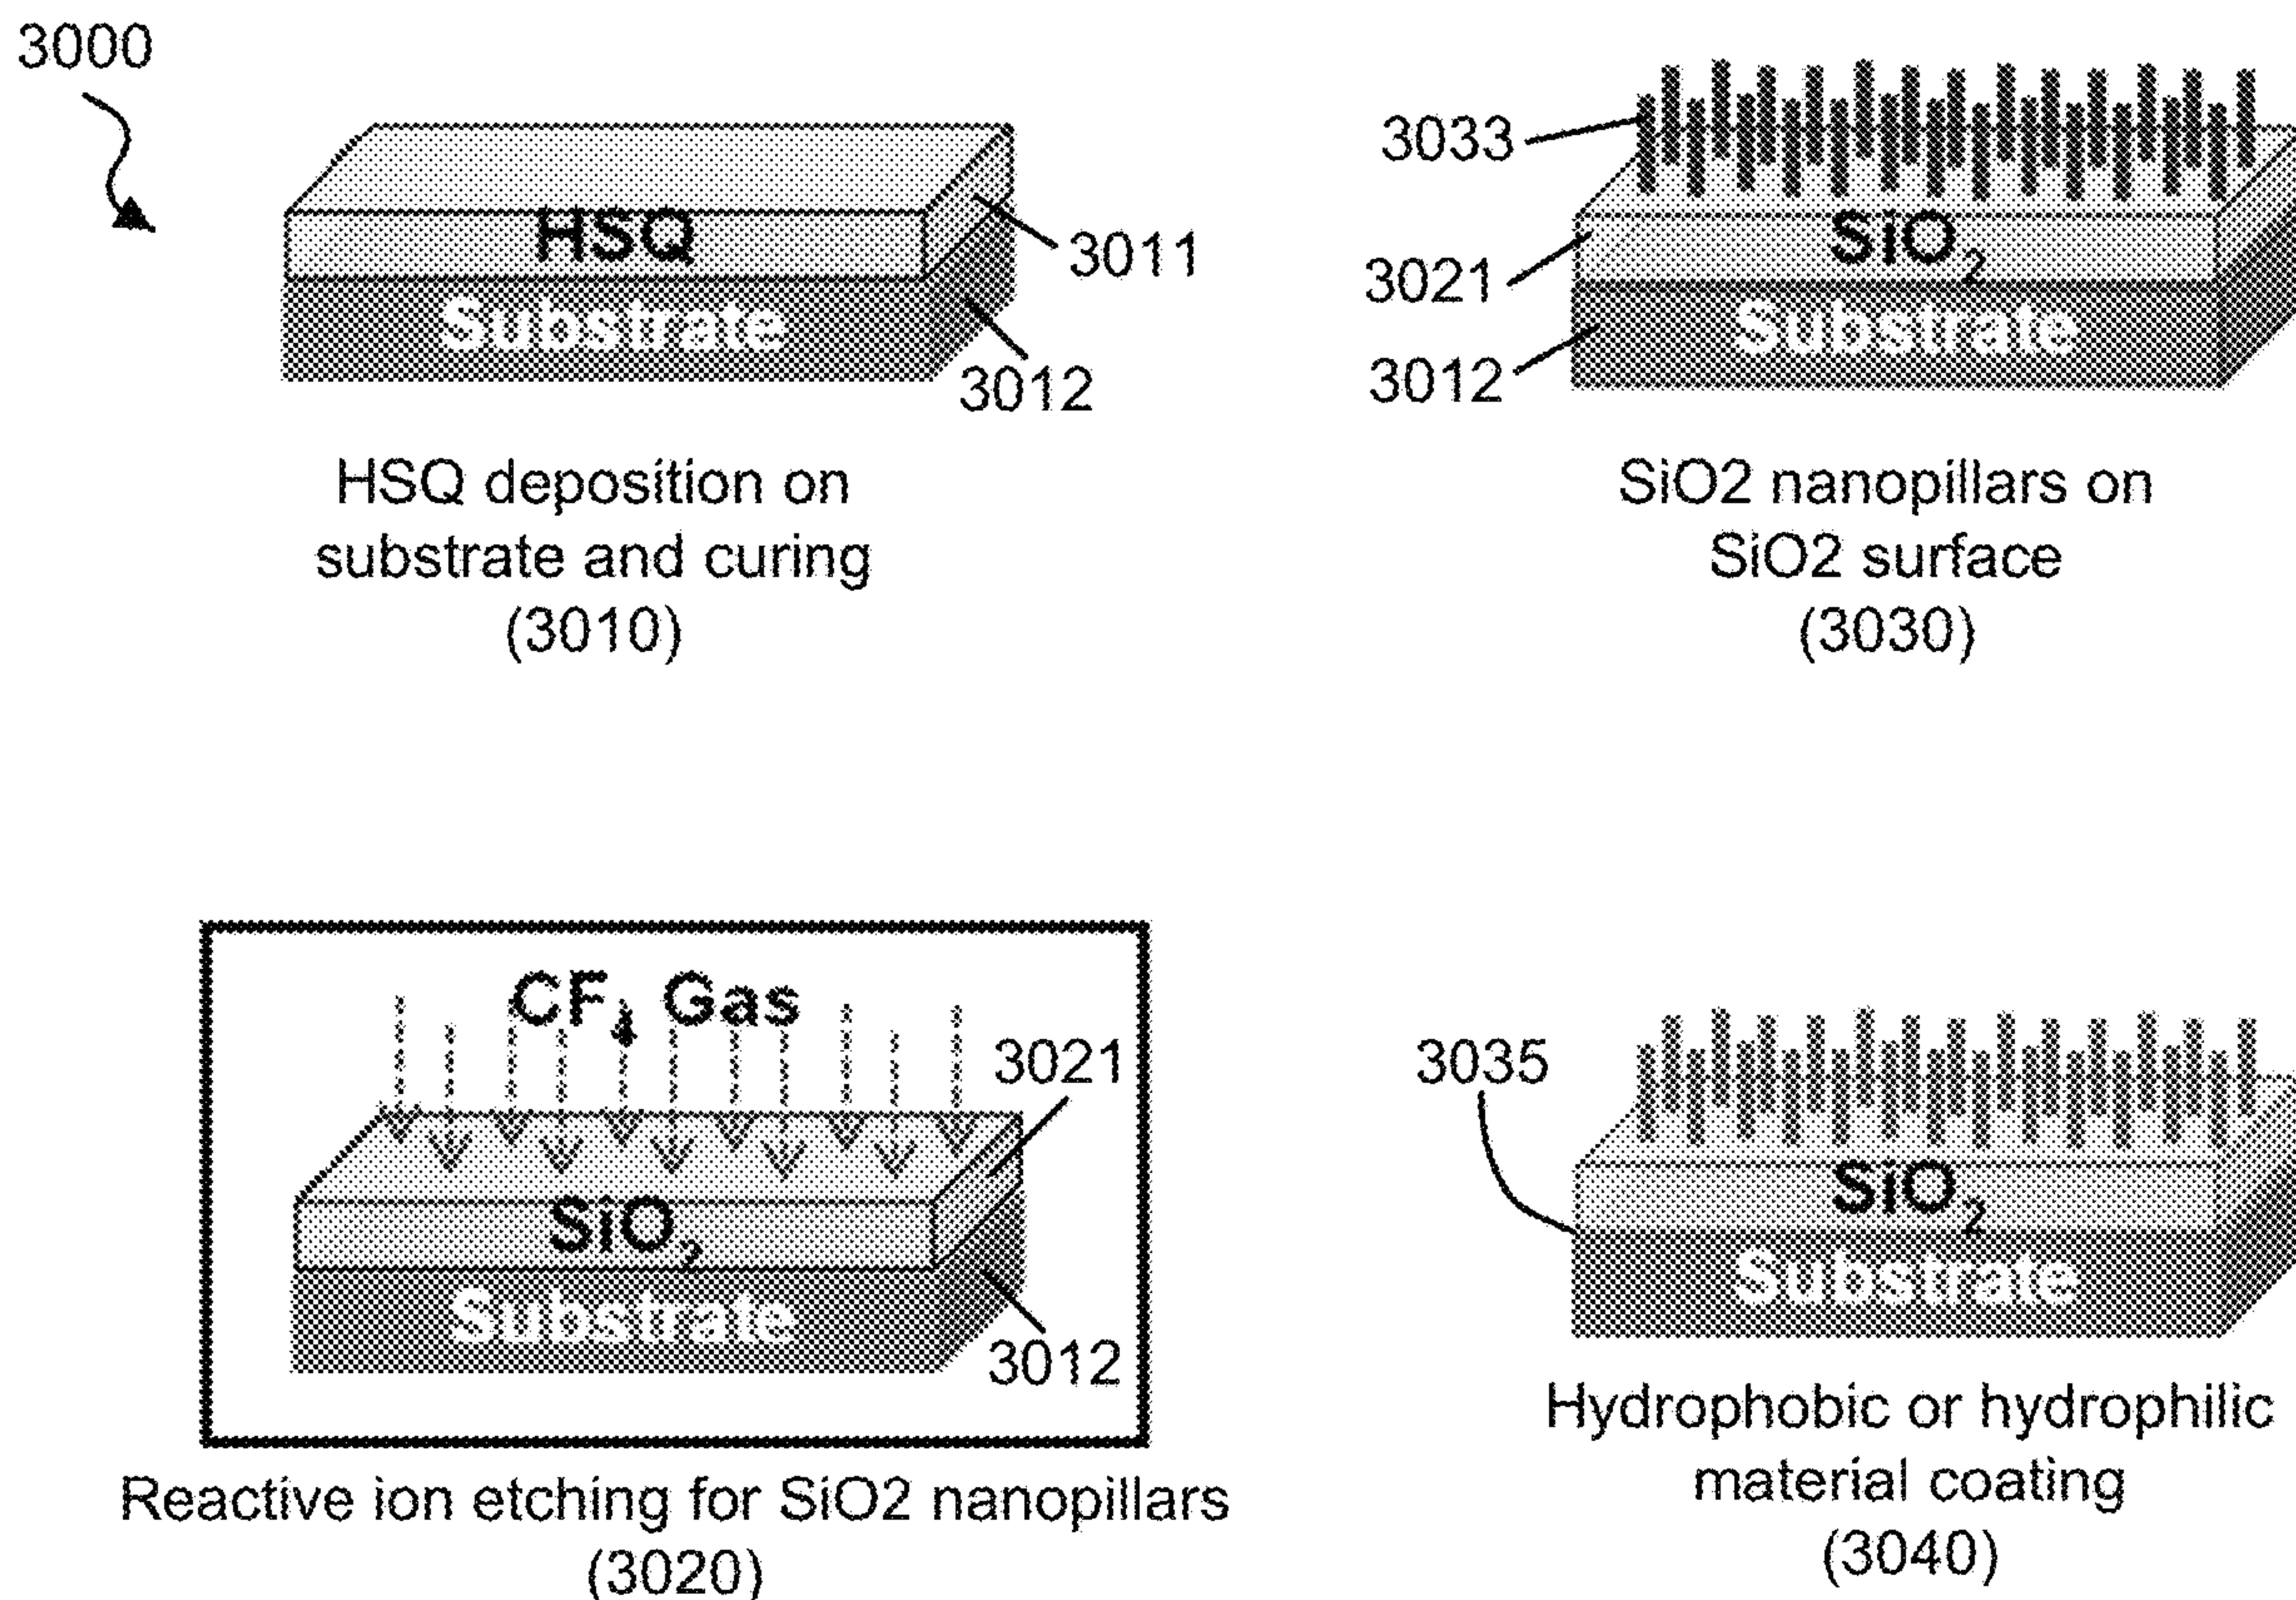 3000
HSQ
Substrate
3011
3012
HSQ deposition on
substrate and curing
(3010)
3033
3021
3012
SiO2
Substrate
SiO2 nanopillars on
SiO2 surface
(3030)
CF4 Gas
3021
SiO2
Substrate
3012
Reactive ion etching for SiO2 nanopillars
(3020)
3035
SiO2
Substrate
Hydrophobic or hydrophilic
material coating
(3040)